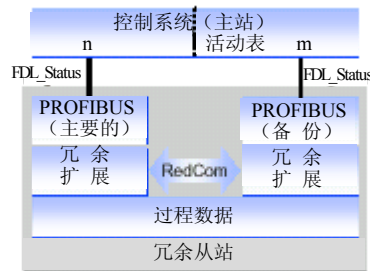 控制系统（主站）
n 活动表 m
FDL_Status FDL_Status
PROFIBUS
（主要的）
PROFIBUS
（备 份）
冗 余
扩 展
RedCom
冗 余
扩 展
过程数据
冗余从站